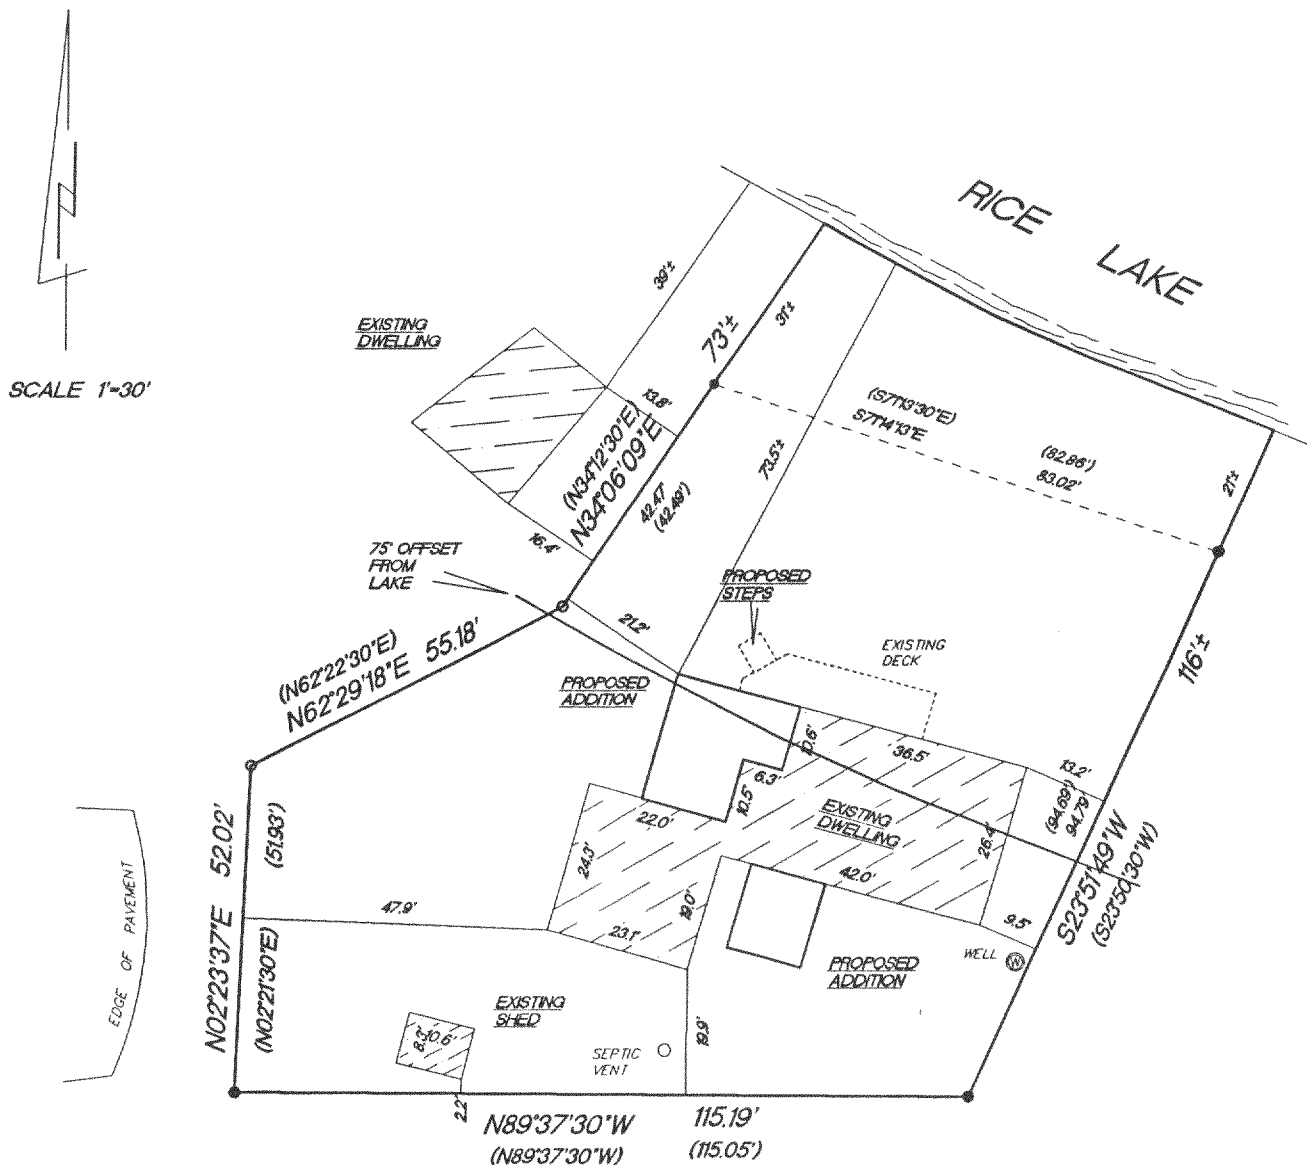 RICE LAKE
SCALE 1'=30'
EXISTING
DWELLING
39'±
73'±
31'±
13.8'
(N34°12'30"E)
N34°06'09"E
42.47
(42.49')
(S71°13'30"E)
S71°14'13"E
(82.86')
83.02'
73.5'±
21'±
16.4'
75' OFFSET
FROM
LAKE
PROPOSED
STEPS
21.2'
EXISTING
DECK
(N62°22'30"E)
N62°29'18"E 55.18'
PROPOSED
ADDITION
116'±
10.6'
36.5'
13.2'
6.3'
10.5'
22.0'
EXISTING
DWELLING
(94.69')
94.79'
26.4'
S23°51'49"W
(S23°50'30"W)
N02°23'37"E 52.02'
(N02°21'30"E) (51.93')
EDGE OF PAVEMENT
24.3'
42.0'
47.9'
23.1'
19.0'
9.5'
WELL W
PROPOSED
ADDITION
EXISTING
SHED
10.6'
8.3'
SEPTIC
VENT
19.9'
2.2'
N89°37'30"W 115.19'
(N89°37'30"W) (115.05')